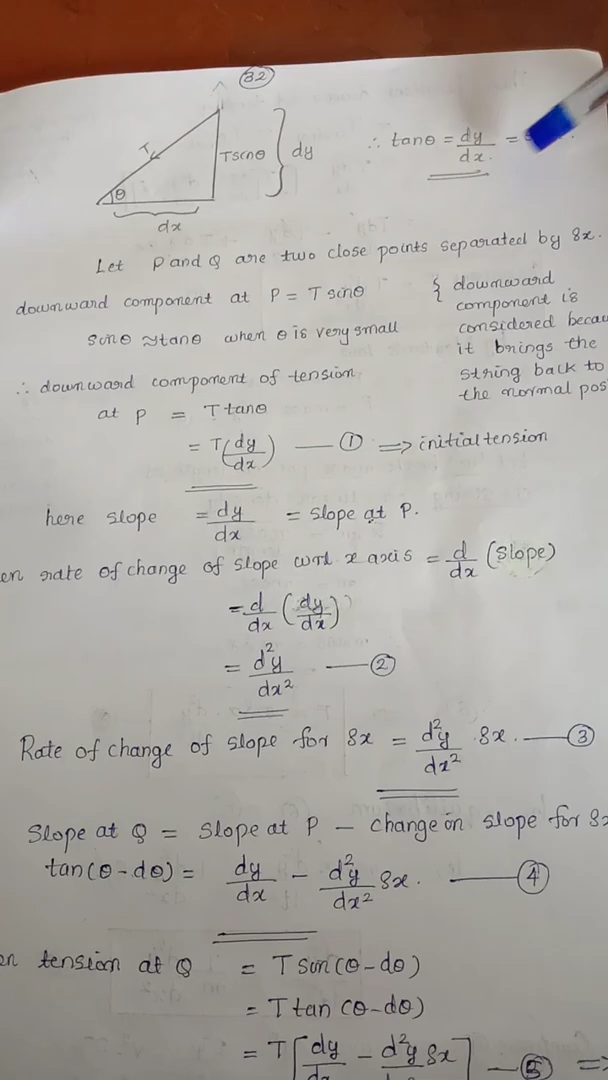 32
T
θ
T sinθ
dy
dx
∴ tanθ = dy/dx =
Let P and Q are two close points separated by δx.
downward component at P = T sinθ
{ downward component is
considered
it brings the
string back to
the normal
sinθ ≈ tanθ when θ is very small
∴ downward component of tension
at P = T tanθ
= T(dy/dx) — ① => initial tension
here slope = dy/dx = slope at P.
rate of change of slope wrt x axis = d/dx (slope)
= d/dx (dy/dx)
= d²y/dx² — ②
Rate of change of slope for δx = d²y/dx² . δx. — ③
Slope at Q = slope at P – change in slope for δx
tan(θ-dθ) = dy/dx - d²y/dx² δx. — ④
tension at Q = T sin(θ-dθ)
= T tan(θ-dθ)
= T[dy/dx - d²y δx] — ⑤ =>